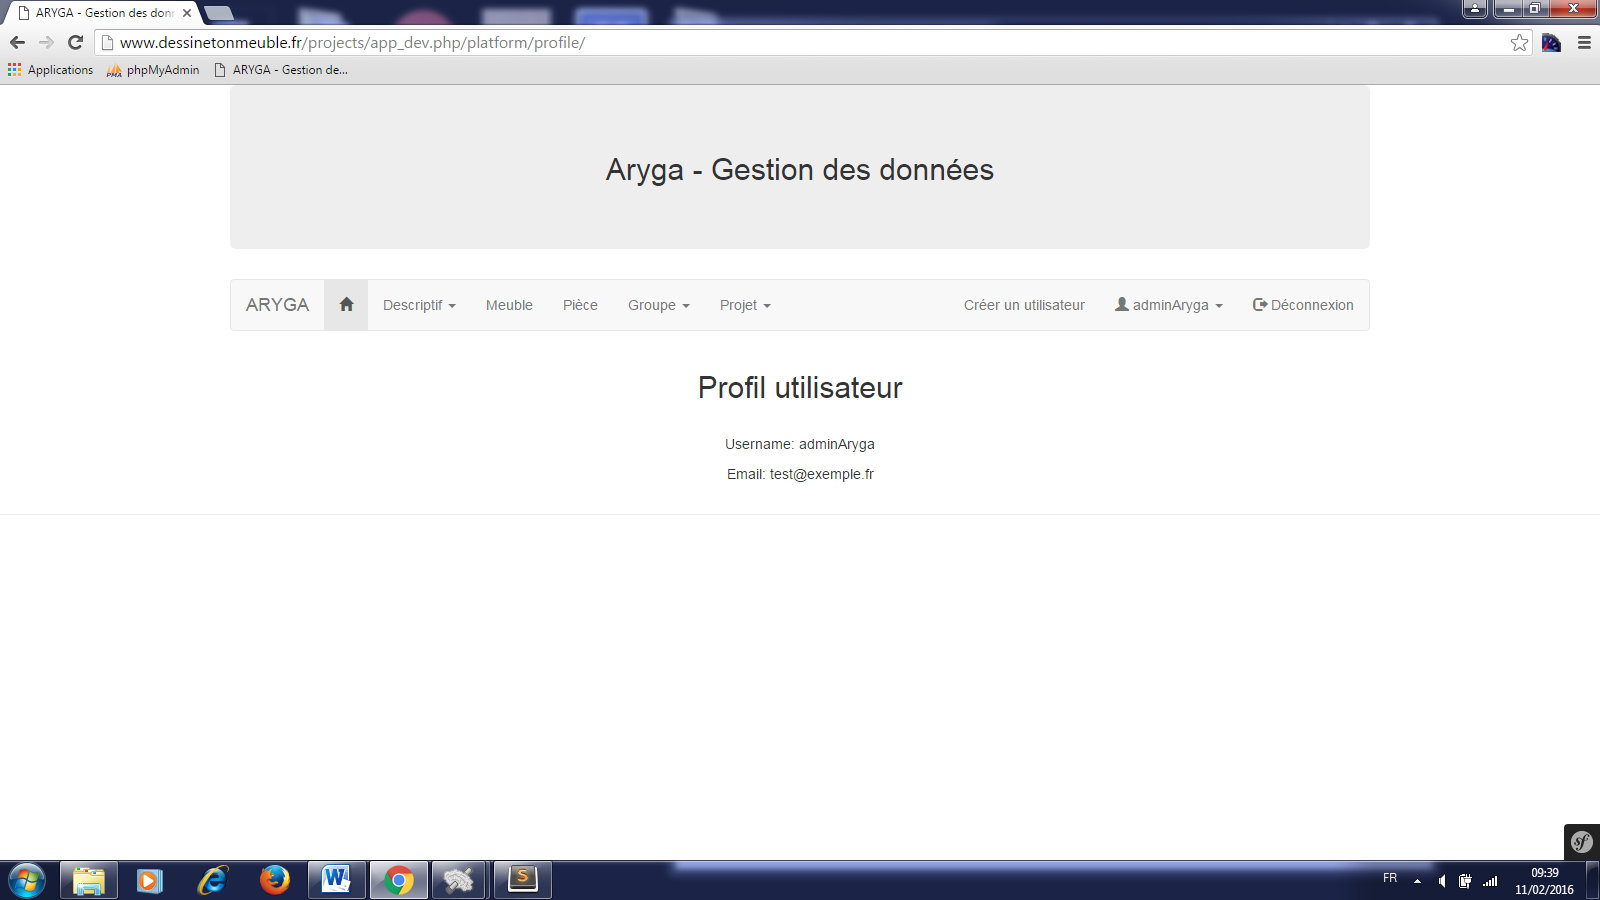 ARYGA - Gestion des don
www.dessinetonmeuble.fr/projects/app_dev.php/platform/profile/
Applications phpMyAdmin ARYGA - Gestion de...
Aryga - Gestion des données
ARYGA Descriptif Meuble Pièce Groupe Projet Créer un utilisateur adminAryga Déconnexion
Profil utilisateur
Username: adminAryga
Email: test@exemple.fr
sf
FR 09:39
11/02/2016